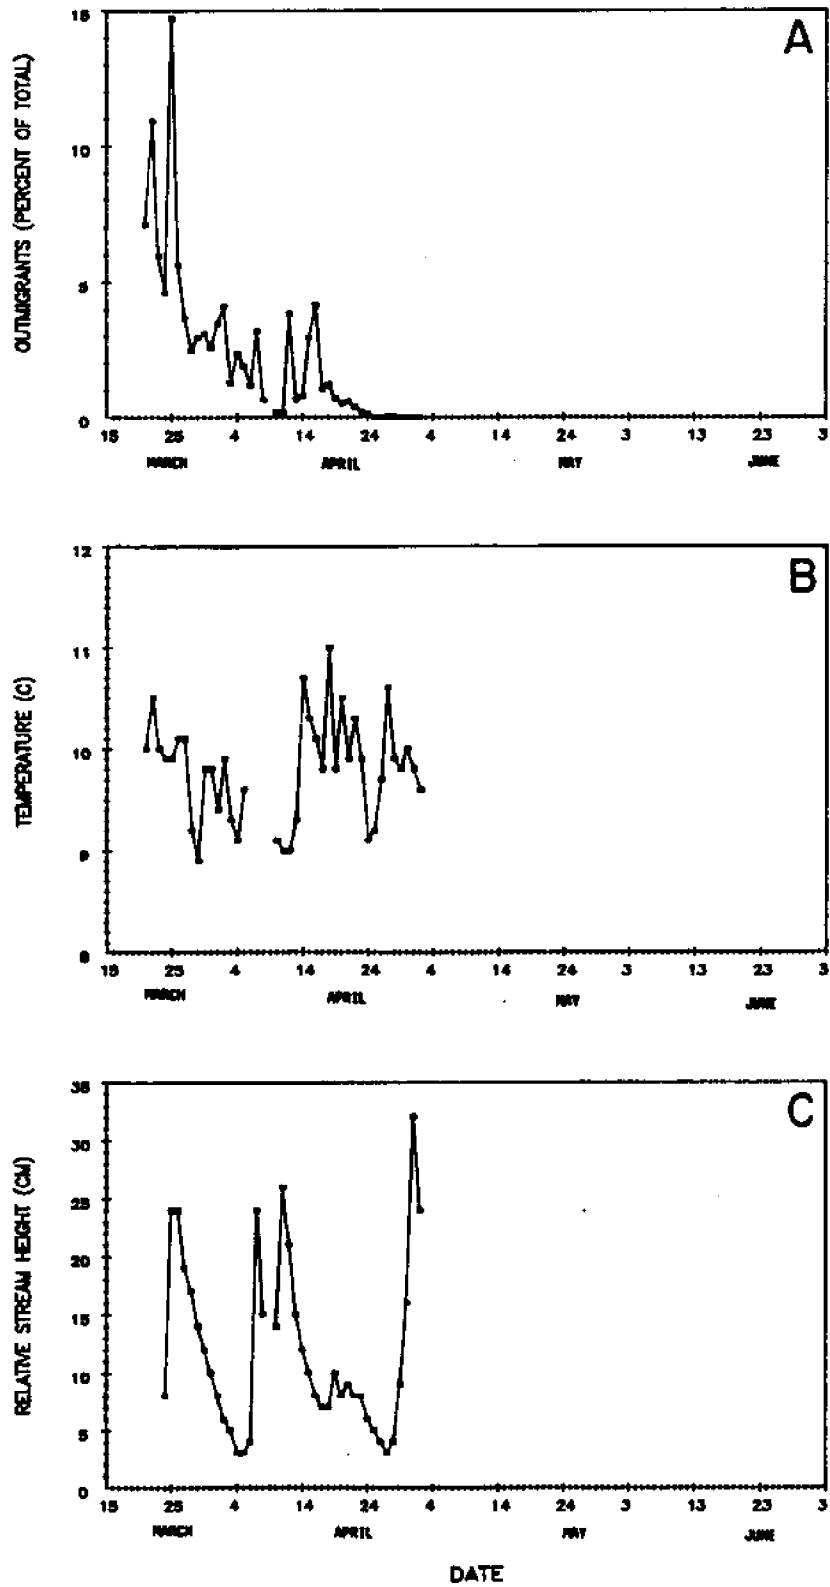 A
OUTMIGRANTS (PERCENT OF TOTAL)
15
10
5
0
15 25 4 14 24 4 14 24 3 13 23 3
MARCH APRIL MAY JUNE
B
TEMPERATURE (C)
12
11
10
9
8
15 25 4 14 24 4 14 24 3 13 23 3
MARCH APRIL MAY JUNE
C
RELATIVE STREAM HEIGHT (CM)
35
30
25
20
15
10
5
0
15 25 4 14 24 4 14 24 3 13 23 3
MARCH APRIL MAY JUNE
DATE